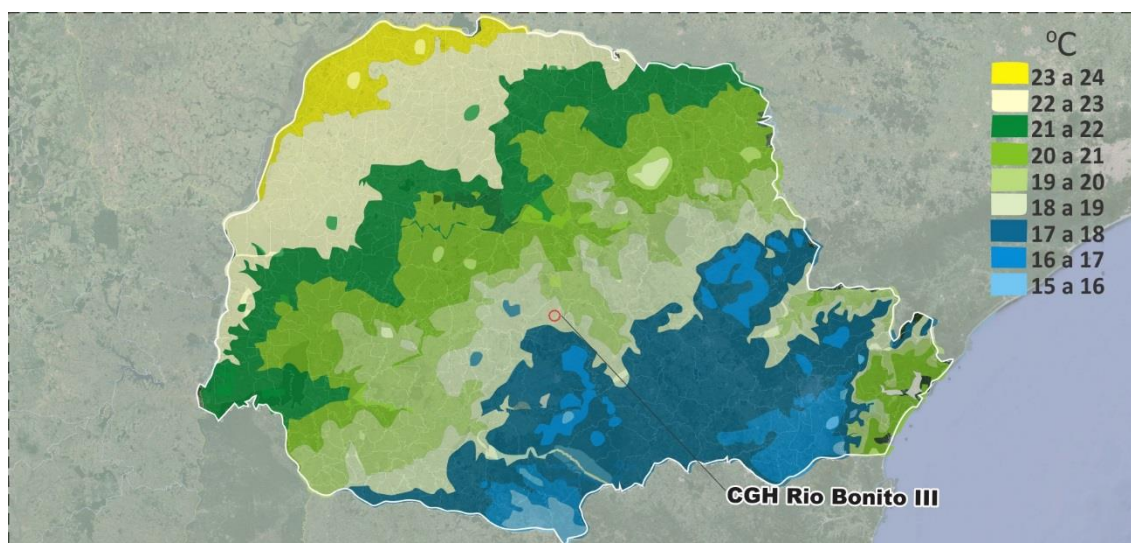 ºC
23 a 24
22 a 23
21 a 22
20 a 21
19 a 20
18 a 19
17 a 18
16 a 17
15 a 16
CGH Rio Bonito III